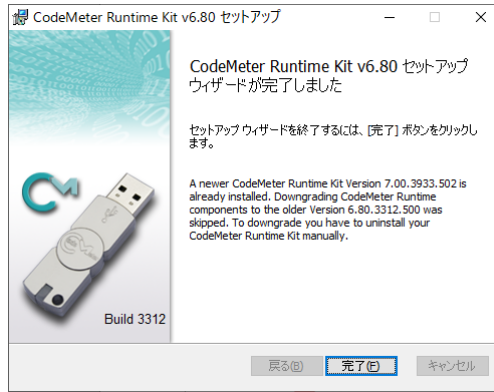 CodeMeter Runtime Kit v6.80 セットアップ
CodeMeter Runtime Kit v6.80 セットアップ
ウィザードが完了しました
セットアップ ウィザードを終了するには、[完了] ボタンをクリックし
ます。
A newer CodeMeter Runtime Kit Version 7.00.3933.502 is
already installed. Downgrading CodeMeter Runtime
components to the older Version 6.80.3312.500 was
skipped. To downgrade you have to uninstall your
CodeMeter Runtime Kit manually.
Build 3312
戻る(B)
完了(F)
キャンセル